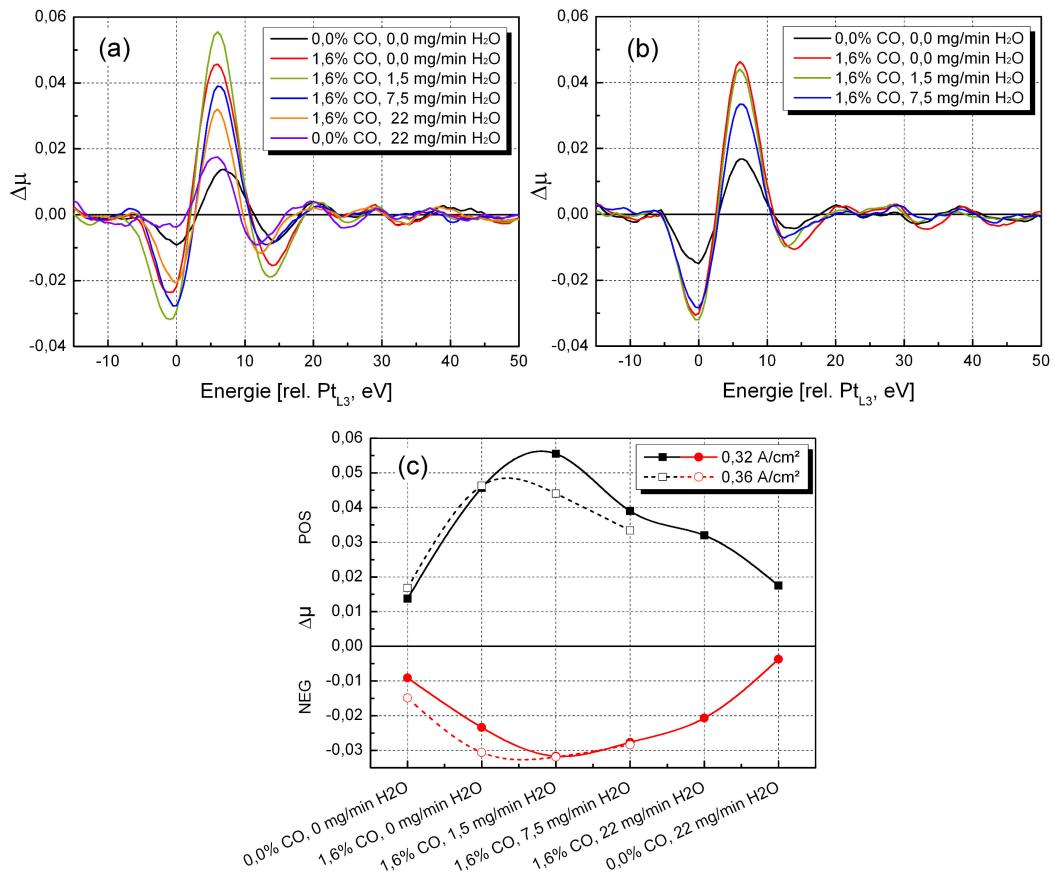 (a)
0,0% CO, 0,0 mg/min H₂O
1,6% CO, 0,0 mg/min H₂O
1,6% CO, 1,5 mg/min H₂O
1,6% CO, 7,5 mg/min H₂O
1,6% CO, 22 mg/min H₂O
0,0% CO, 22 mg/min H₂O
0,06
0,04
0,02
0,00
-0,02
-0,04
Δμ
-10 0 10 20 30 40 50
Energie [rel. Pt_L3, eV]
(b)
0,0% CO, 0,0 mg/min H₂O
1,6% CO, 0,0 mg/min H₂O
1,6% CO, 1,5 mg/min H₂O
1,6% CO, 7,5 mg/min H₂O
0,06
0,04
0,02
0,00
-0,02
-0,04
Δμ
-10 0 10 20 30 40 50
Energie [rel. Pt_L3, eV]
(c)
0,32 A/cm²
0,36 A/cm²
0,06
0,05
0,04
0,03
0,02
0,01
0,00
-0,01
-0,02
-0,03
POS
Δμ
NEG
0,0% CO, 0 mg/min H2O
1,6% CO, 0 mg/min H2O
1,6% CO, 1,5 mg/min H2O
1,6% CO, 7,5 mg/min H2O
1,6% CO, 22 mg/min H2O
0,0% CO, 22 mg/min H2O